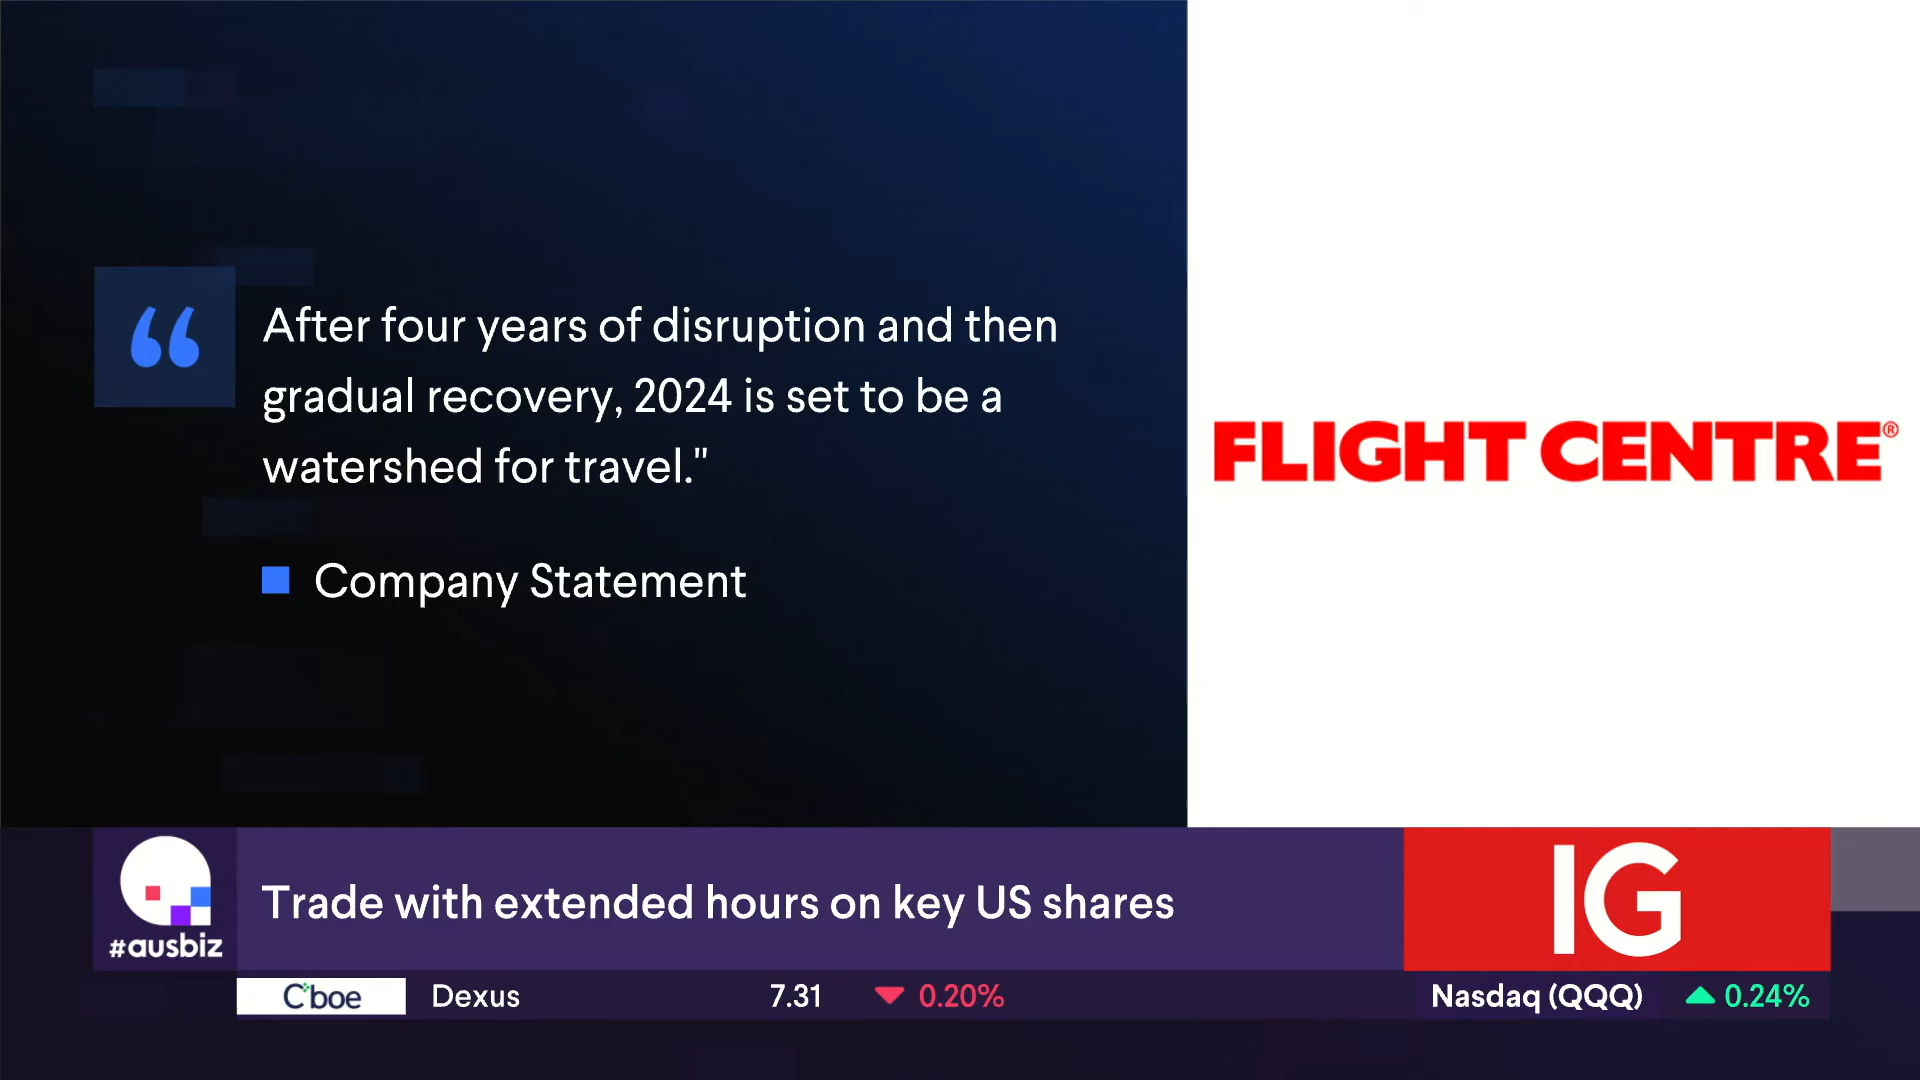 “
After four years of disruption and then
gradual recovery, 2024 is set to be a
watershed for travel."
Company Statement
FLIGHT CENTRE®
#ausbiz
Trade with extended hours on key US shares
IG
Cboe Dexus 7.31 0.20% Nasdaq (QQQ) 0.24%